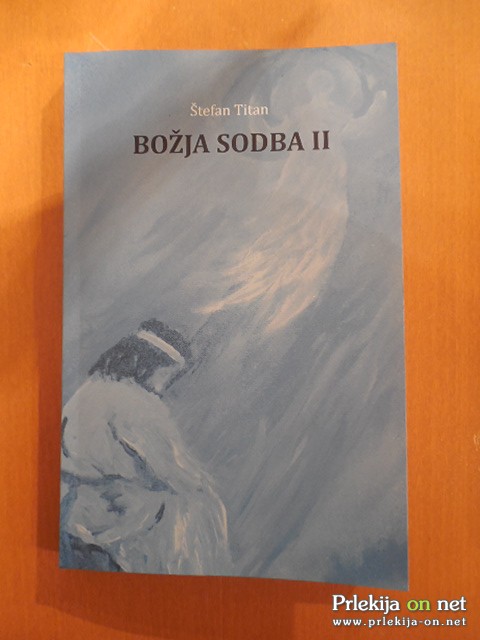 Štefan Titan
BOŽJA SODBA II
Prlekija on net
www.prlekija-on.net